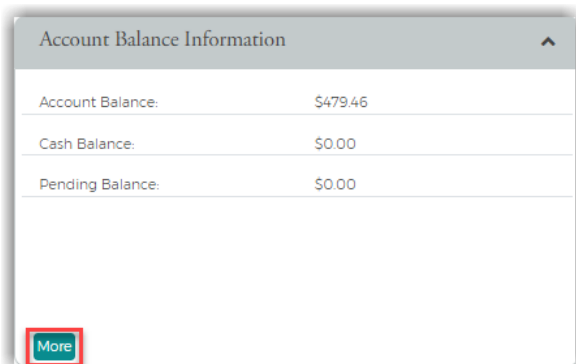 Account Balance Information
Account Balance: $479.46
Cash Balance: $0.00
Pending Balance: $0.00
More